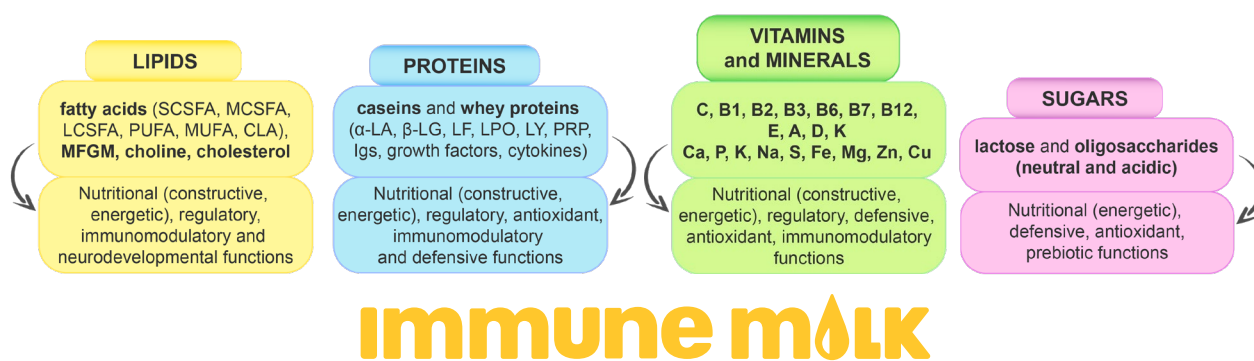 LIPIDS
fatty acids (SCSFA, MCSFA,
LCSFA, PUFA, MUFA, CLA),
MFGM, choline, cholesterol
Nutritional (constructive,
energetic), regulatory,
immunomodulatory and
neurodevelopmental functions
PROTEINS
caseins and whey proteins
(α-LA, β-LG, LF, LPO, LY, PRP,
Igs, growth factors, cytokines)
Nutritional (constructive,
energetic), regulatory, antioxidant,
immunomodulatory
and defensive functions
VITAMINS
and MINERALS
C, B1, B2, B3, B6, B7, B12,
E, A, D, K
Ca, P, K, Na, S, Fe, Mg, Zn, Cu
Nutritional (constructive,
energetic), regulatory, defensive,
antioxidant, immunomodulatory
functions
SUGARS
lactose and oligosaccharides
(neutral and acidic)
Nutritional (energetic),
defensive, antioxidant,
prebiotic functions
immune milk